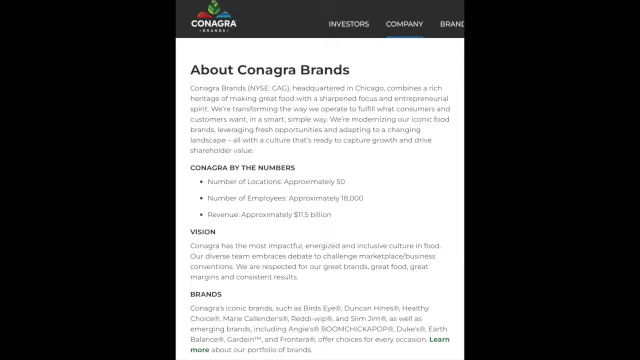 CONAGRA
BRANDS
INVESTORS COMPANY BRAND
About Conagra Brands
Conagra Brands (NYSE: CAG), headquartered in Chicago, combines a rich
heritage of making great food with a sharpened focus and entrepreneurial
spirit. We're transforming the way we operate to fulfill what consumers and
customers want, in a smart, simple way. We're modernizing our iconic food
brands, leveraging fresh opportunities and adapting to a changing
landscape – all with a culture that's ready to capture growth and drive
shareholder value.
CONAGRA BY THE NUMBERS
• Number of Locations: Approximately 50
• Number of Employees: Approximately 18,000
• Revenue: Approximately $11.5 billion
VISION
Conagra has the most impactful, energized and inclusive culture in food.
Our diverse team embraces debate to challenge marketplace/business
conventions. We are respected for our great brands, great food, great
margins and consistent results.
BRANDS
Conagra's iconic brands, such as Birds Eye®, Duncan Hines®, Healthy
Choice®, Marie Callender's®, Reddi-wip®, and Slim Jim®, as well as
emerging brands, including Angie's® BOOMCHICKAPOP®, Duke's®, Earth
Balance®, Gardein™, and Frontera®, offer choices for every occasion. Learn
more about our portfolio of brands.